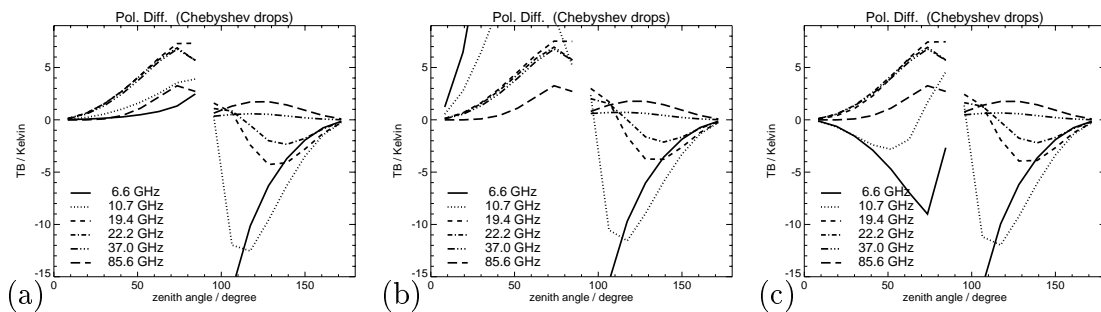 Pol. Diff. (Chebyshev drops)
5
0
-5
-10
-15
TB / Kelvin
6.6 GHz
10.7 GHz
19.4 GHz
22.2 GHz
37.0 GHz
85.6 GHz
0 50 100 150
zenith angle / degree
(a)
Pol. Diff. (Chebyshev drops)
5
0
-5
-10
-15
TB / Kelvin
6.6 GHz
10.7 GHz
19.4 GHz
22.2 GHz
37.0 GHz
85.6 GHz
0 50 100 150
zenith angle / degree
(b)
Pol. Diff. (Chebyshev drops)
5
0
-5
-10
-15
TB / Kelvin
6.6 GHz
10.7 GHz
19.4 GHz
22.2 GHz
37.0 GHz
85.6 GHz
0 50 100 150
zenith angle / degree
(c)